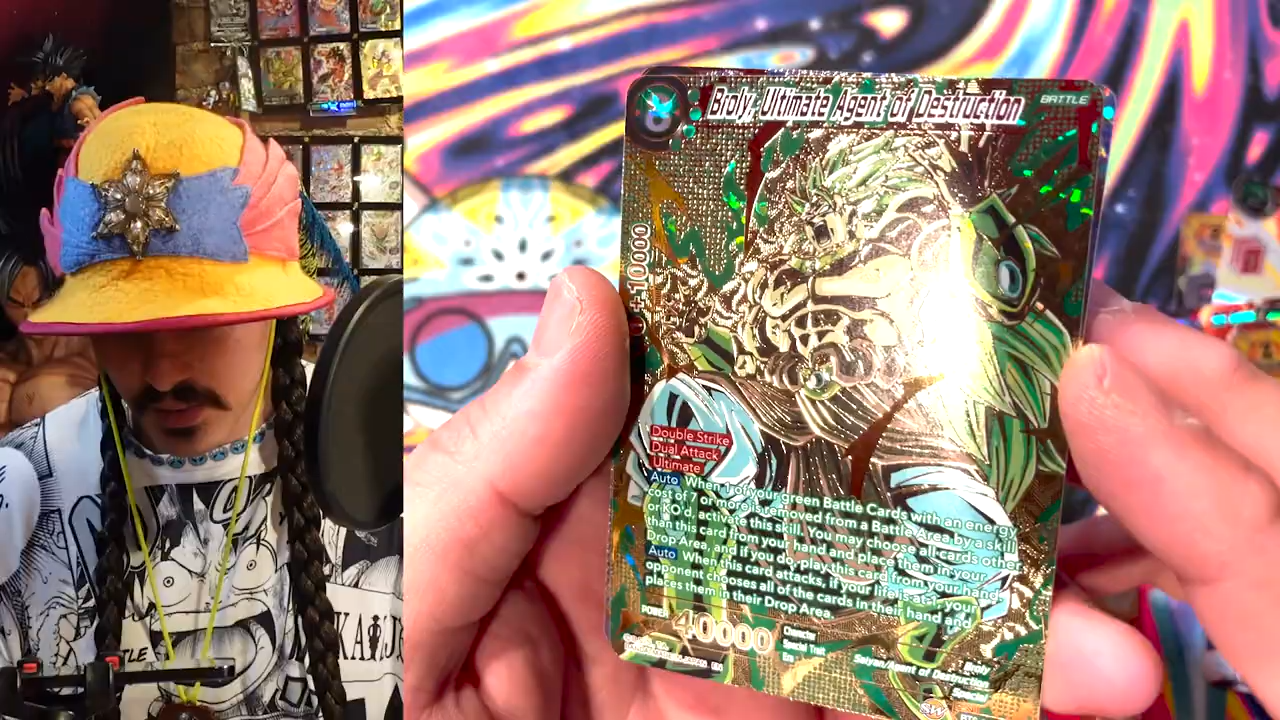 Broly, Ultimate Agent of Destruction
BATTLE
+10000
Double Strike
Dual Attack
Ultimate
Auto When 1 of your green Battle Cards with an energy
cost of 7 or more is removed from a Battle Area by a skill
or KO'd, activate this skill. You may choose all cards other
than this card from your hand and place them in your
Drop Area, and if you do, play this card from your hand.
Auto When this card attacks, if your life is at 1, your
opponent chooses all of the cards in their hand and
places them in their Drop Area.
POWER
40000
Character
Broly
Special Trait
Saiyan/Agent of Destruction
Era
Special
SW